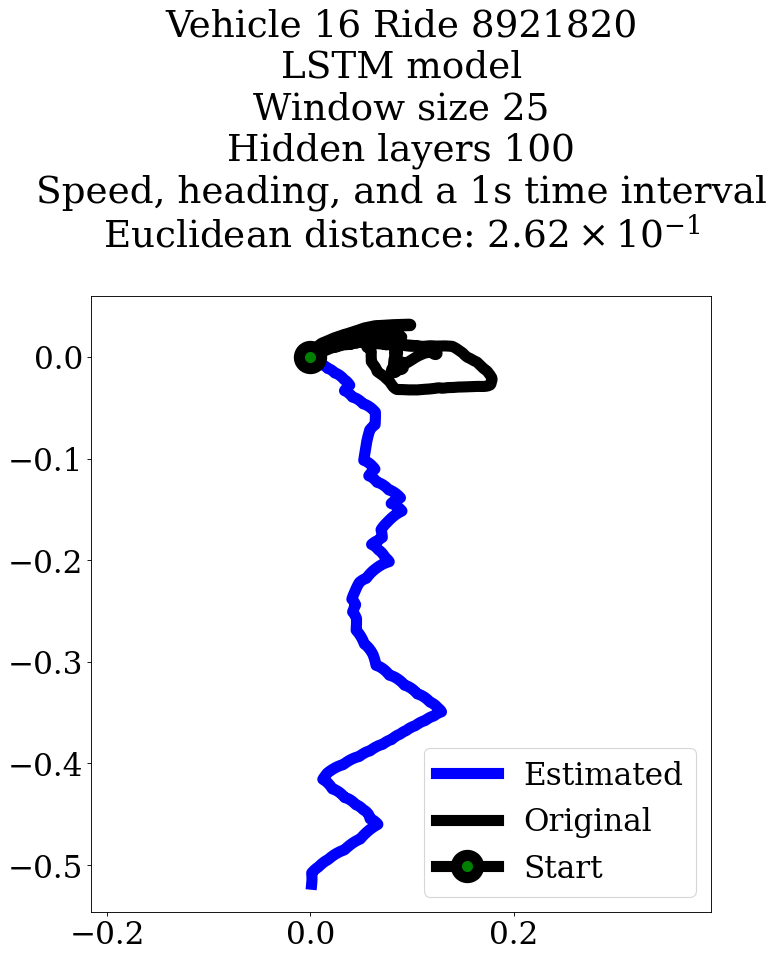 Vehicle 16 Ride 8921820
LSTM model
Window size 25
Hidden layers 100
Speed, heading, and a 1s time interval
Euclidean distance: 2.62 × 10⁻¹
0.0
−0.1
−0.2
−0.3
−0.4
−0.5
Estimated
Original
Start
−0.2 0.0 0.2